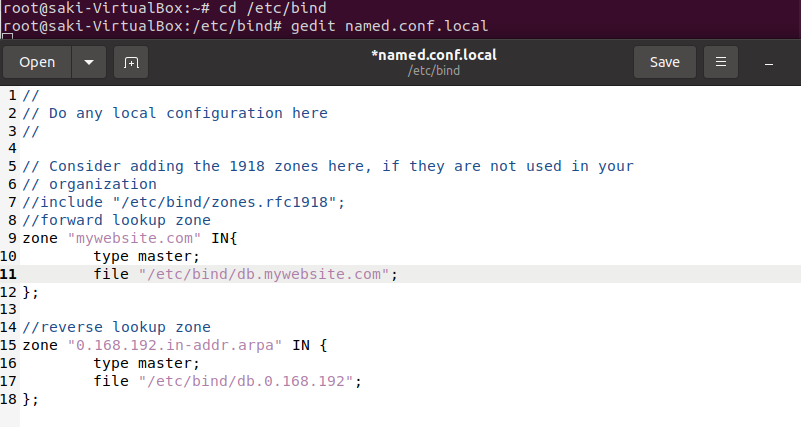 root@saki-VirtualBox:~# cd /etc/bind
root@saki-VirtualBox:/etc/bind# gedit named.conf.local
Open
*named.conf.local
/etc/bind
Save
1 //
2 // Do any local configuration here
3 //
4
5 // Consider adding the 1918 zones here, if they are not used in your
6 // organization
7 //include "/etc/bind/zones.rfc1918";
8 //forward lookup zone
9 zone "mywebsite.com" IN{
10         type master;
11         file "/etc/bind/db.mywebsite.com";
12 };
13
14 //reverse lookup zone
15 zone "0.168.192.in-addr.arpa" IN {
16         type master;
17         file "/etc/bind/db.0.168.192";
18 };